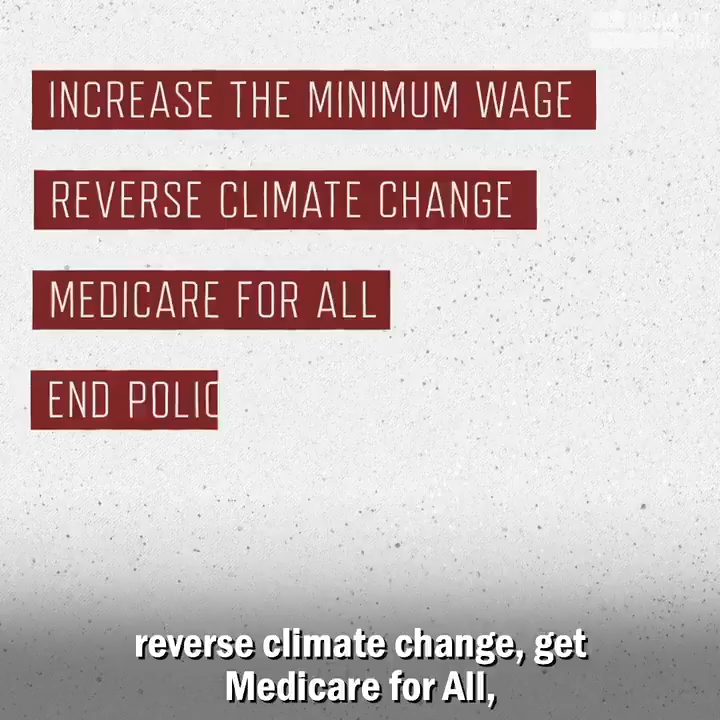 INCREASE THE MINIMUM WAGE
REVERSE CLIMATE CHANGE
MEDICARE FOR ALL
END POLIC
reverse climate change, get
Medicare for All,